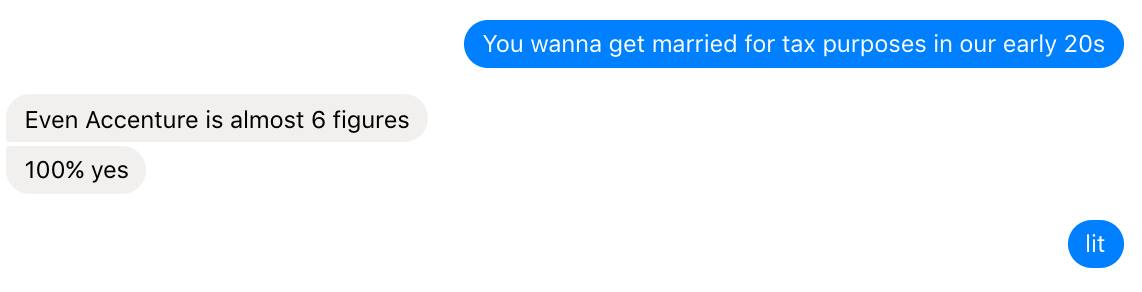 You wanna get married for tax purposes in our early 20s
Even Accenture is almost 6 figures
100% yes
lit